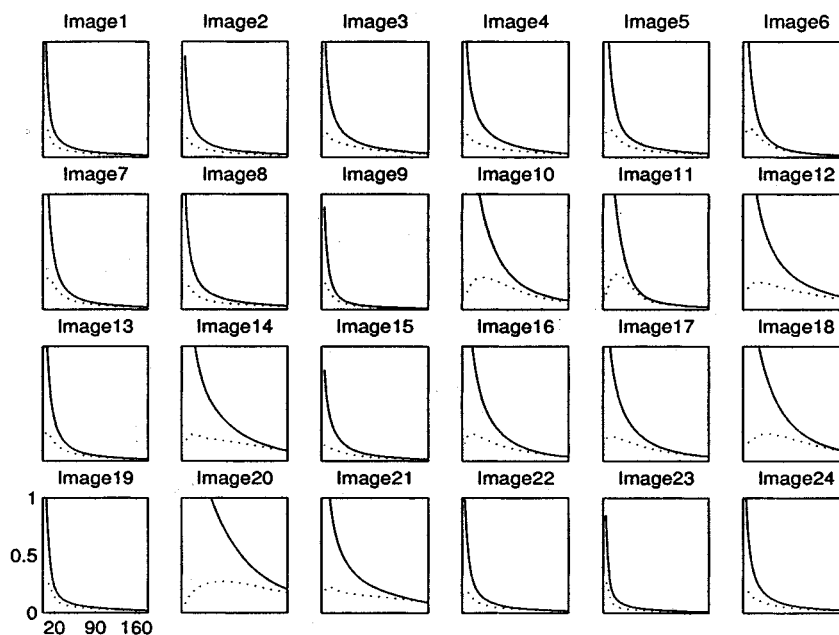 Image1 Image2 Image3 Image4 Image5 Image6
Image7 Image8 Image9 Image10 Image11 Image12
Image13 Image14 Image15 Image16 Image17 Image18
Image19 Image20 Image21 Image22 Image23 Image24
1
0.5
0
20 90 160